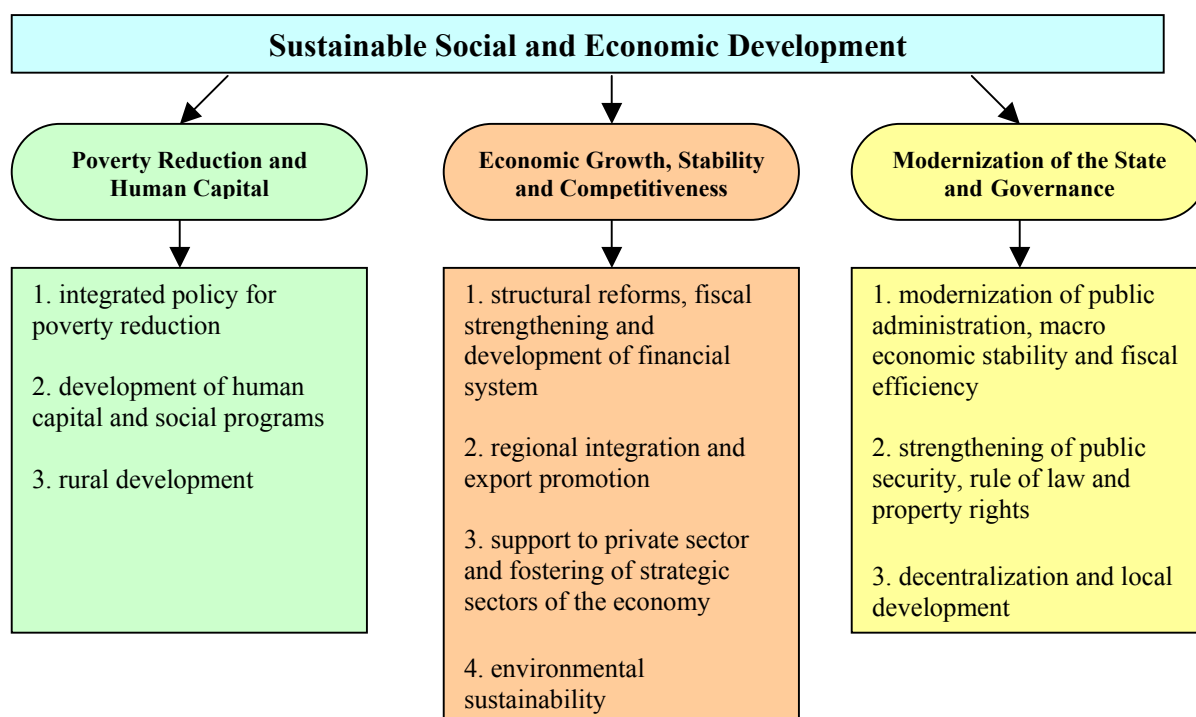 Sustainable Social and Economic Development
Poverty Reduction and
Human Capital
Economic Growth, Stability
and Competitiveness
Modernization of the State
and Governance
1. integrated policy for
poverty reduction
2. development of human
capital and social programs
3. rural development
1. structural reforms, fiscal
strengthening and
development of financial
system
2. regional integration and
export promotion
3. support to private sector
and fostering of strategic
sectors of the economy
4. environmental
sustainability
1. modernization of public
administration, macro
economic stability and fiscal
efficiency
2. strengthening of public
security, rule of law and
property rights
3. decentralization and local
development